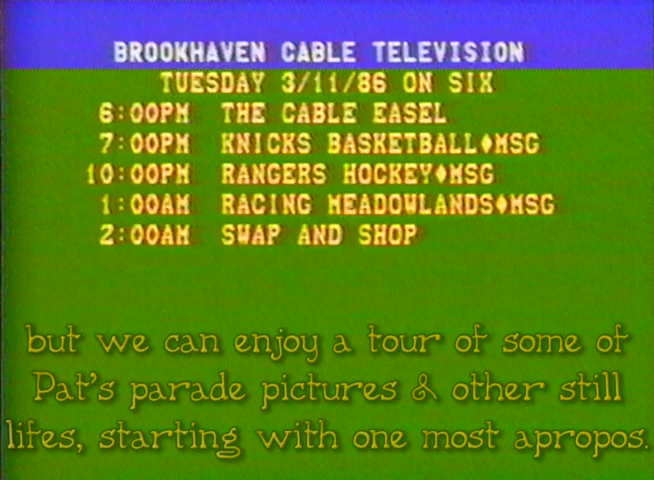 BROOKHAVEN CABLE TELEVISION
TUESDAY 3/11/86 ON SIX
6:00PM THE CABLE EASEL
7:00PM KNICKS BASKETBALL♦MSG
10:00PM RANGERS HOCKEY♦MSG
1:00AM RACING MEADOWLANDS♦MSG
2:00AM SWAP AND SHOP
but we can enjoy a tour of some of
Pat's parade pictures & other still
lifes, starting with one most apropos.